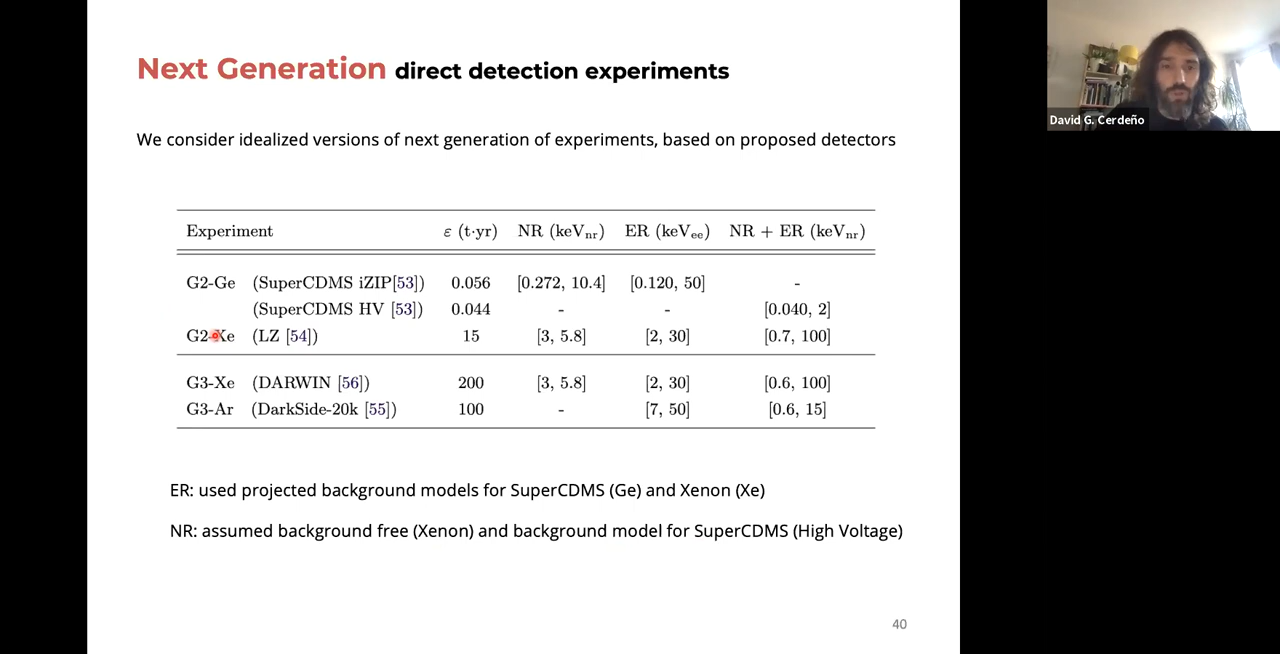 Next Generation direct detection experiments
David G. Cerdeño
We consider idealized versions of next generation of experiments, based on proposed detectors
Experiment ε (t·yr) NR (keVnr) ER (keVee) NR + ER (keVnr)
G2-Ge (SuperCDMS iZIP[53]) 0.056 [0.272, 10.4] [0.120, 50] -
(SuperCDMS HV [53]) 0.044 - - [0.040, 2]
G2-Xe (LZ [54]) 15 [3, 5.8] [2, 30] [0.7, 100]
G3-Xe (DARWIN [56]) 200 [3, 5.8] [2, 30] [0.6, 100]
G3-Ar (DarkSide-20k [55]) 100 - [7, 50] [0.6, 15]
ER: used projected background models for SuperCDMS (Ge) and Xenon (Xe)
NR: assumed background free (Xenon) and background model for SuperCDMS (High Voltage)
40